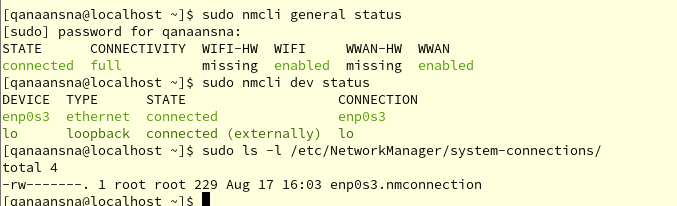 [qanaansna@localhost ~]$ sudo nmcli general status
[sudo] password for qanaansna:
STATE      CONNECTIVITY  WIFI-HW  WIFI     WWAN-HW  WWAN
connected  full          missing  enabled  missing  enabled
[qanaansna@localhost ~]$ sudo nmcli dev status
DEVICE  TYPE      STATE                   CONNECTION
enp0s3  ethernet  connected               enp0s3
lo      loopback  connected (externally)  lo
[qanaansna@localhost ~]$ sudo ls -l /etc/NetworkManager/system-connections/
total 4
-rw-------. 1 root root 229 Aug 17 16:03 enp0s3.nmconnection
[qanaansna@localhost ~]$